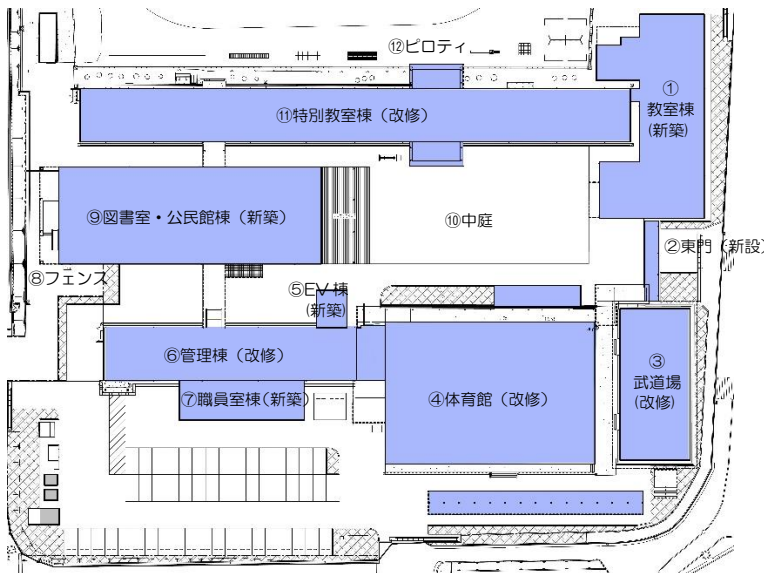 ⑫ピロティ
①
教室棟
(新築)
⑪特別教室棟（改修）
⑨図書室・公民館棟（新築）
⑩中庭
②東門（新設）
⑧フェンス
⑤EV棟
(新築)
⑥管理棟（改修）
③
武道場
(改修)
⑦職員室棟(新築)
④体育館（改修）